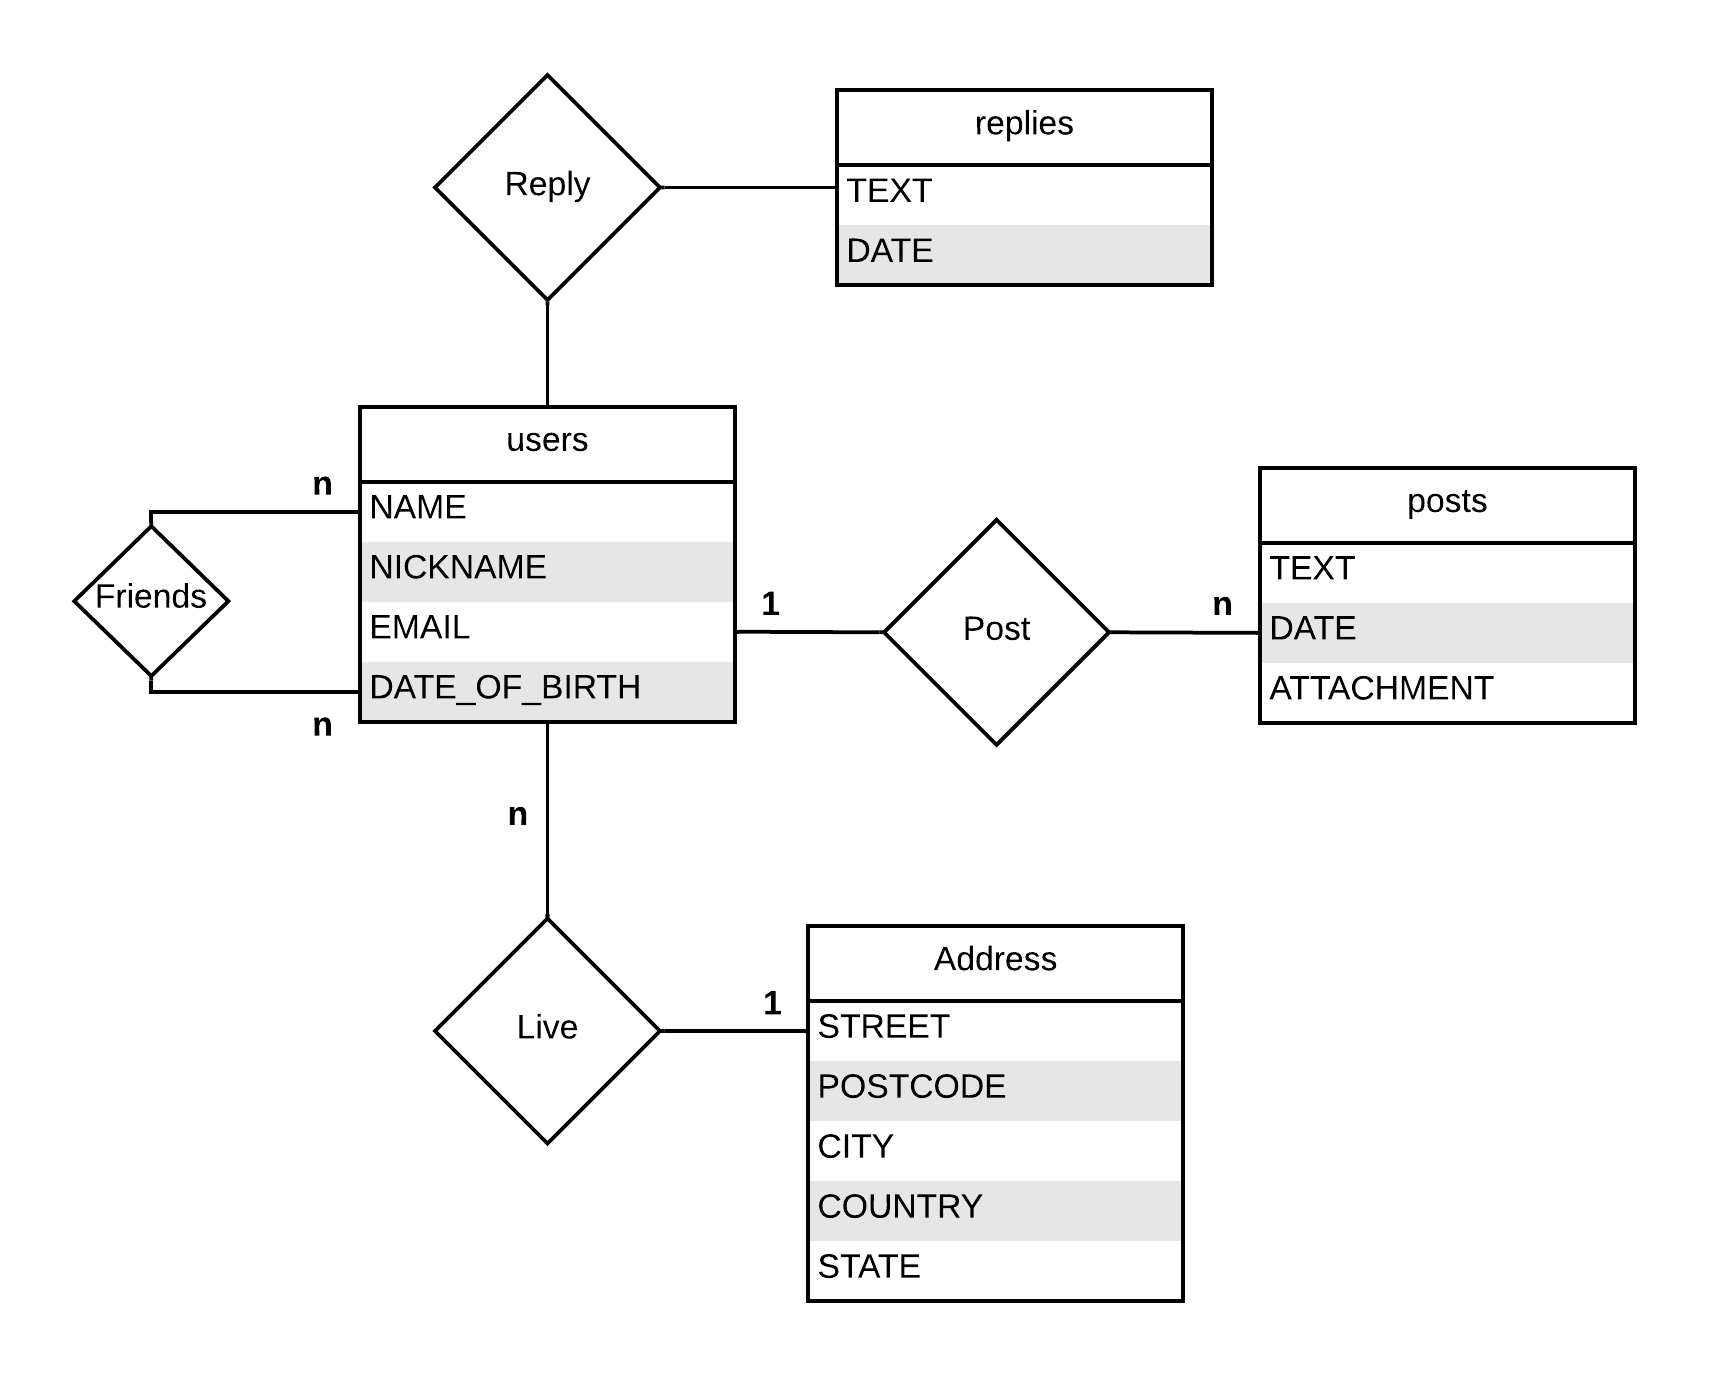 Reply
replies
TEXT
DATE
users
NAME
NICKNAME
EMAIL
DATE_OF_BIRTH
n
Friends
n
1
Post
n
posts
TEXT
DATE
ATTACHMENT
n
Live
1
Address
STREET
POSTCODE
CITY
COUNTRY
STATE